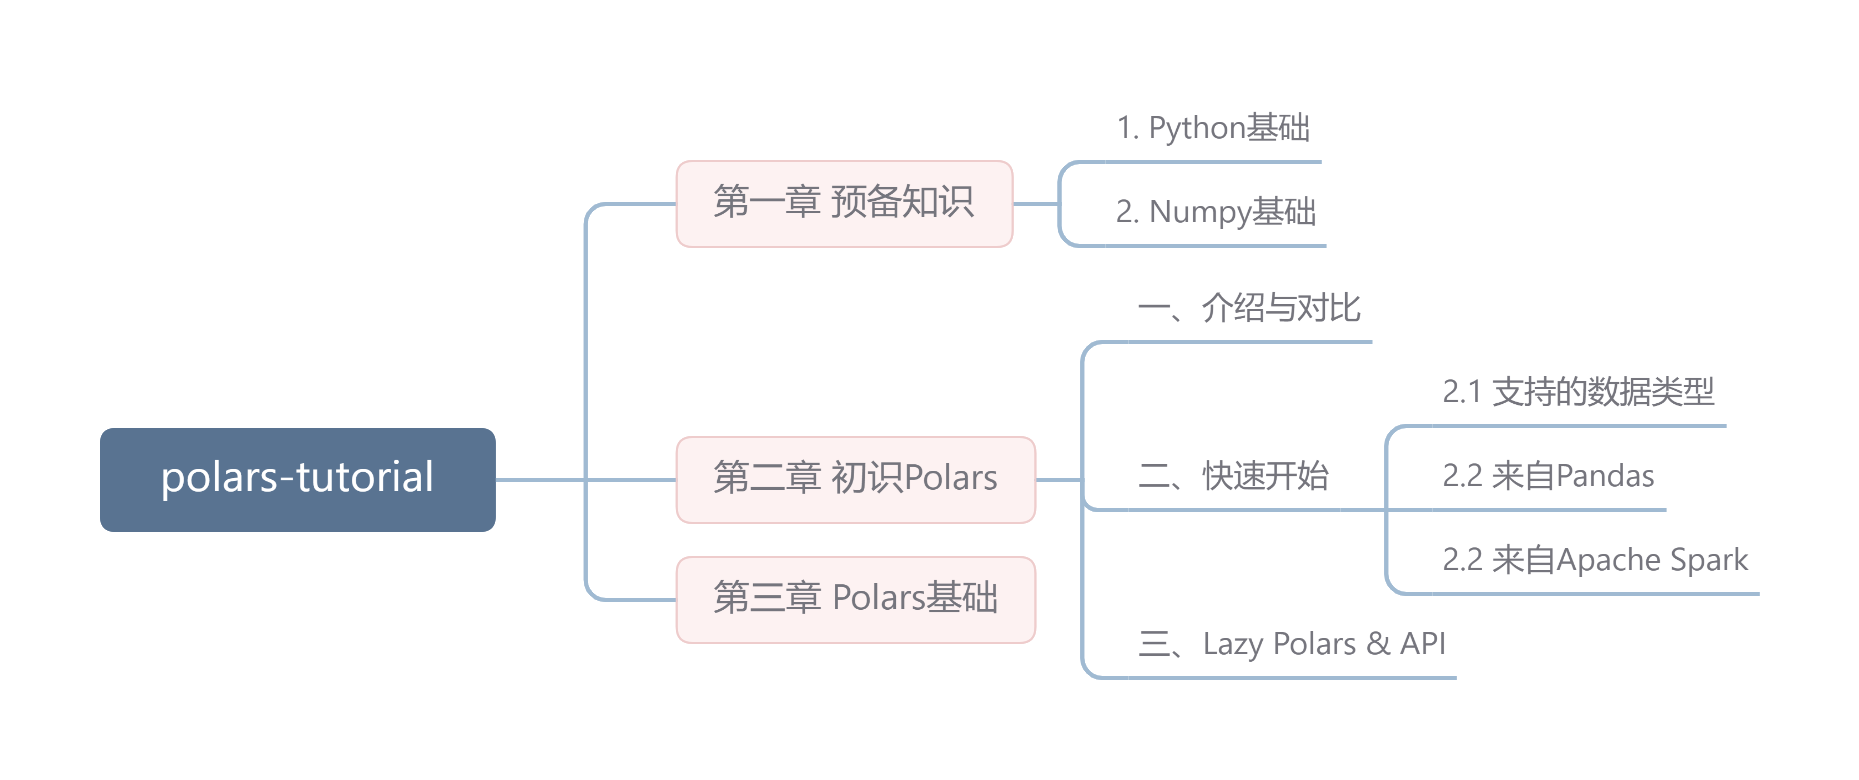 polars-tutorial
第一章 预备知识
1. Python基础
2. Numpy基础
第二章 初识Polars
一、介绍与对比
二、快速开始
2.1 支持的数据类型
2.2 来自Pandas
2.2 来自Apache Spark
三、Lazy Polars & API
第三章 Polars基础